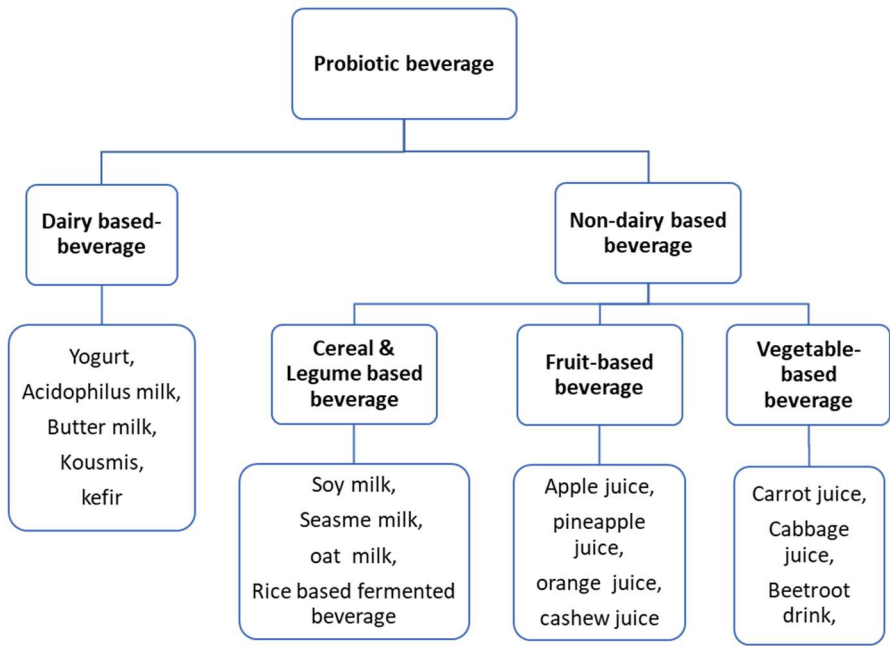 Probiotic beverage
Dairy based-
beverage
Non-dairy based
beverage
Yogurt,
Acidophilus milk,
Butter milk,
Kousmis,
kefir
Cereal &
Legume based
beverage
Fruit-based
beverage
Vegetable-
based
beverage
Soy milk,
Seasme milk,
oat milk,
Rice based fermented
beverage
Apple juice,
pineapple
juice,
orange juice,
cashew juice
Carrot juice,
Cabbage
juice,
Beetroot
drink,